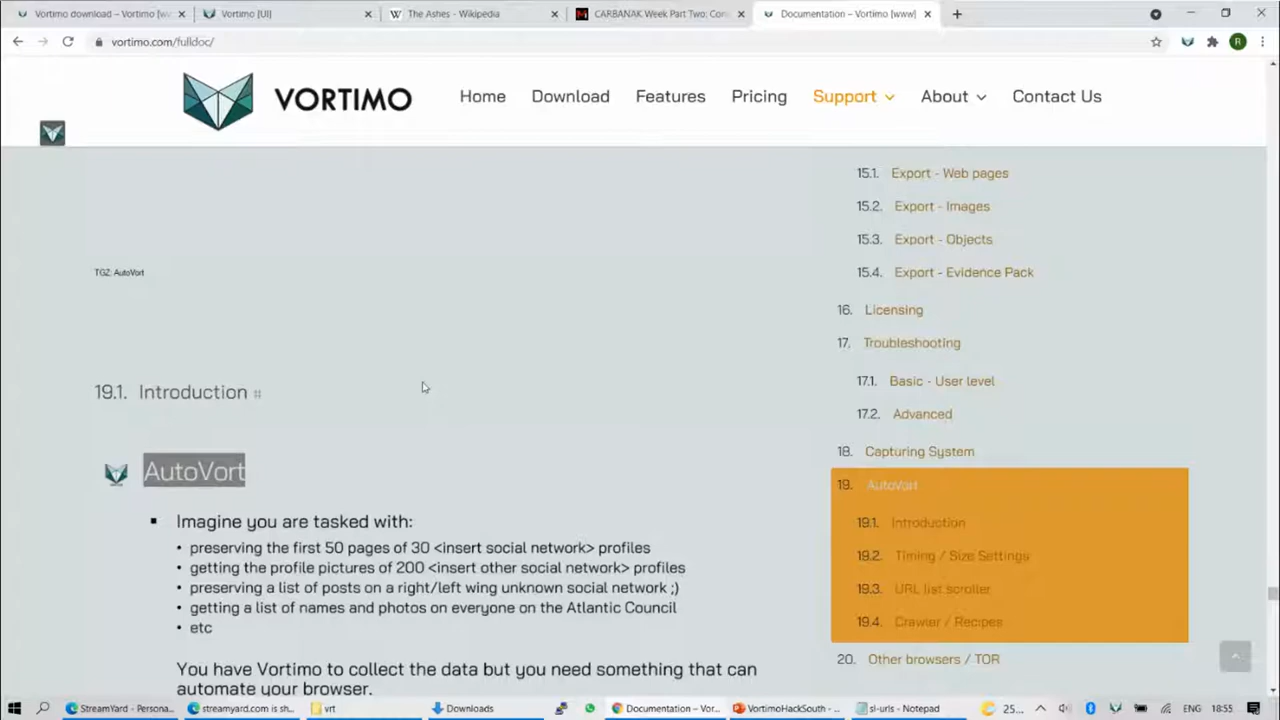 Vortimo download – Vortimo [ww
Vortimo [UI]
The Ashes - Wikipedia
CARBANAK Week Part Two: Con
Documentation – Vortimo [www]
vortimo.com/fulldoc/
R
VORTIMO
Home
Download
Features
Pricing
Support
About
Contact Us
TGZ: AutoVort
19.1. Introduction #
AutoVort
▪ Imagine you are tasked with:
• preserving the first 50 pages of 30 <insert social network> profiles
• getting the profile pictures of 200 <insert other social network> profiles
• preserving a list of posts on a right/left wing unknown social network ;)
• getting a list of names and photos on everyone on the Atlantic Council
• etc
You have Vortimo to collect the data but you need something that can
automate your browser.
15.1. Export - Web pages
15.2. Export - Images
15.3. Export - Objects
15.4. Export - Evidence Pack
16. Licensing
17. Troubleshooting
17.1. Basic - User level
17.2. Advanced
18. Capturing System
19. AutoVort
19.1. Introduction
19.2. Timing / Size Settings
19.3. URL list scroller
19.4. Crawler / Recipes
20. Other browsers / TOR
StreamYard - Persona...
streamyard.com is sh...
vrt
Downloads
Documentation – Vor...
VortimoHackSouth - ...
sl-urls - Notepad
25...
ENG
18:55